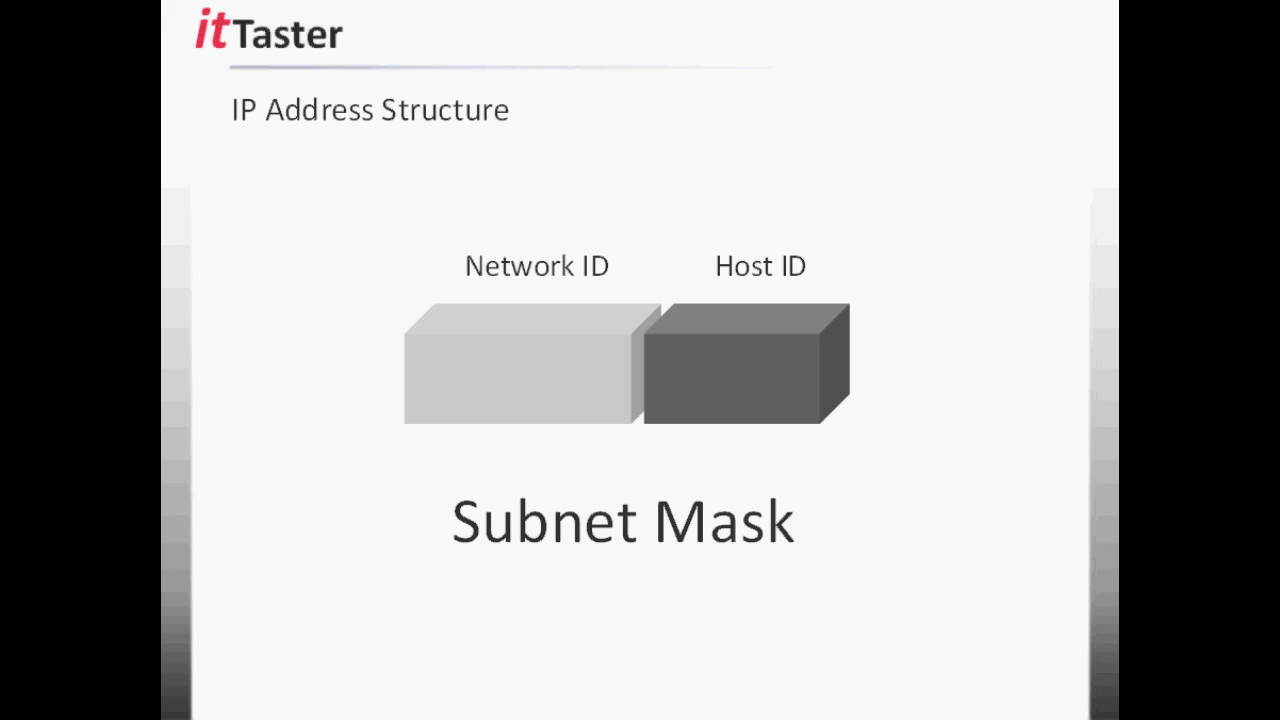 itTaster
IP Address Structure
Network ID Host ID
Subnet Mask